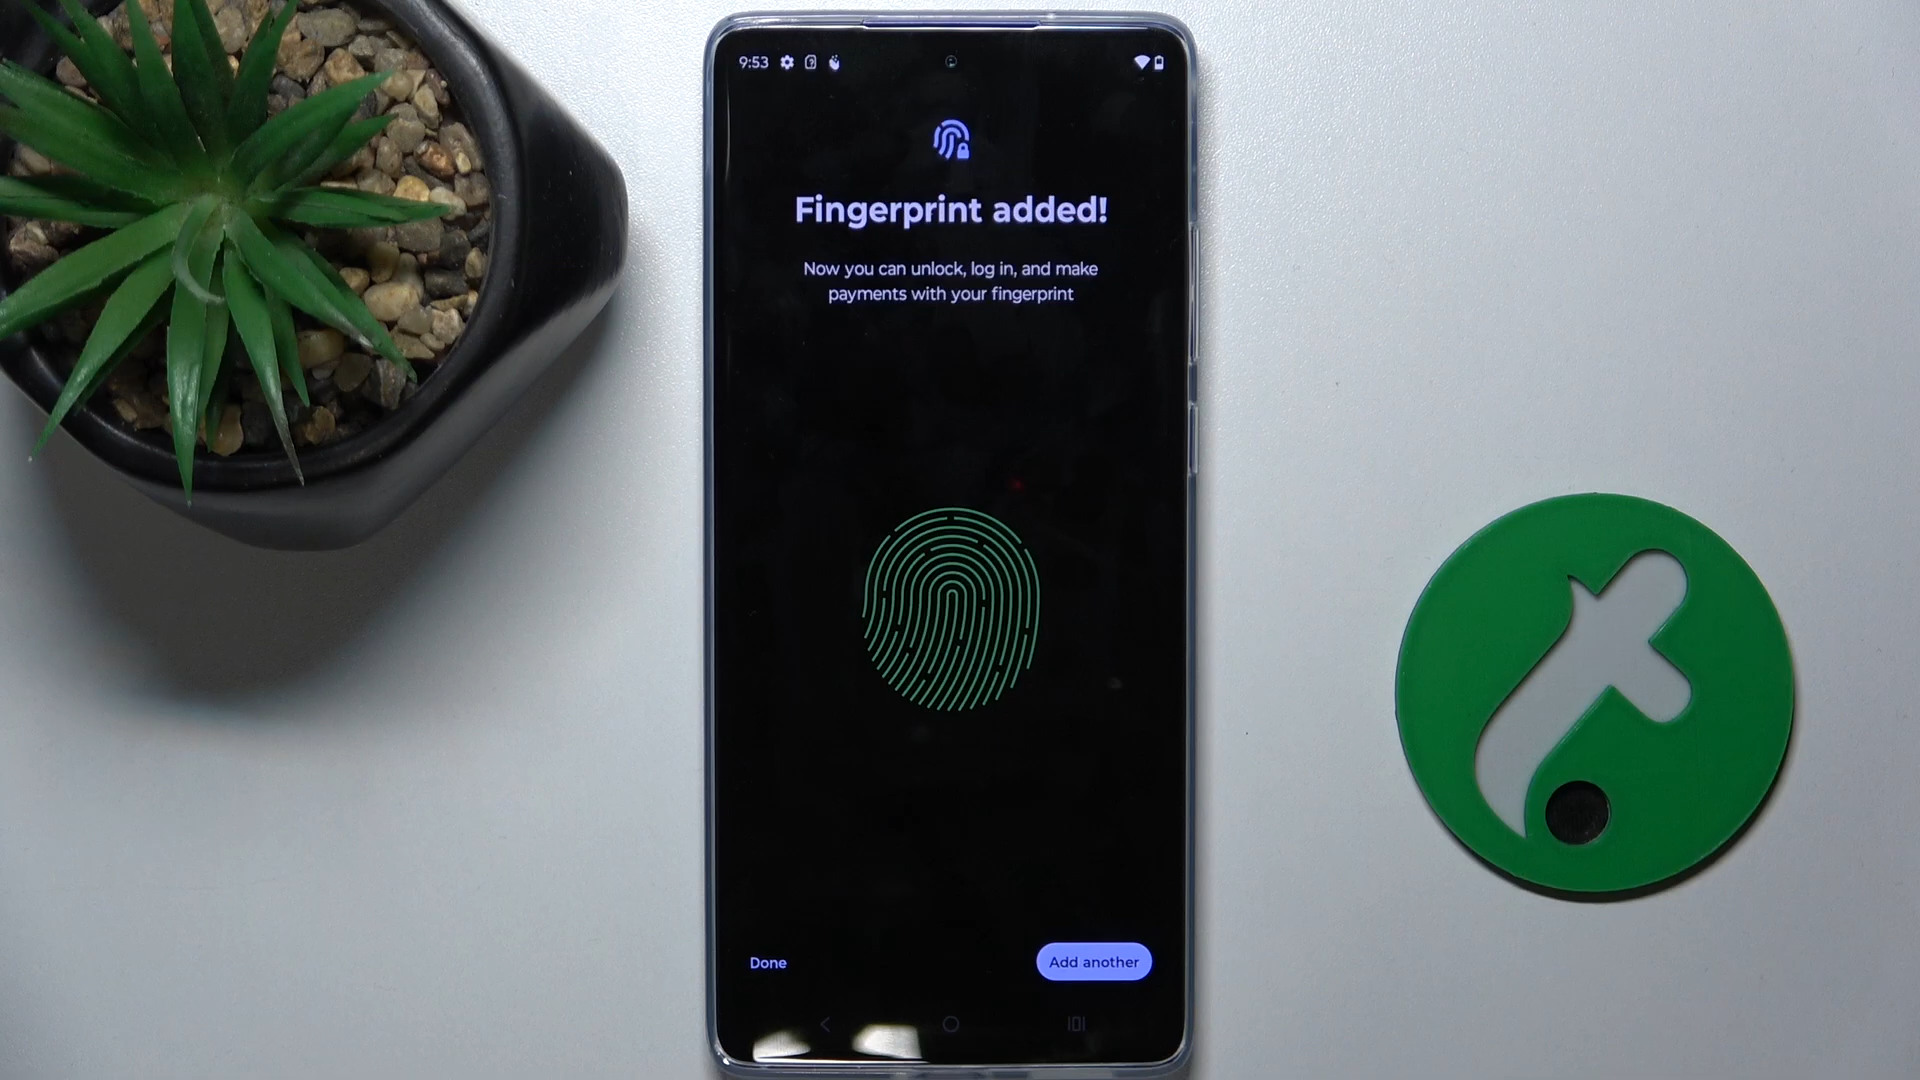 9:53
Fingerprint added!
Now you can unlock, log in, and make
payments with your fingerprint
Done
Add another